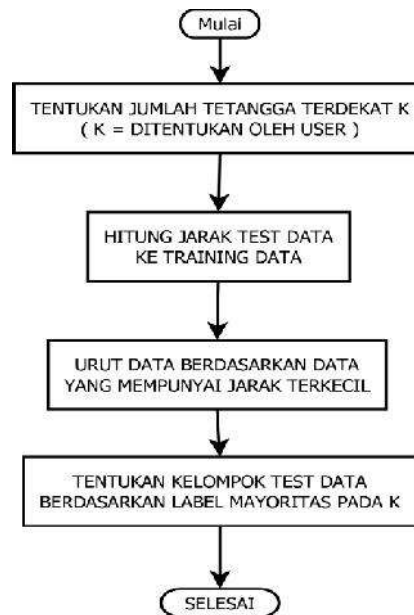 Mulai
TENTUKAN JUMLAH TETANGGA TERDEKAT K
( K = DITENTUKAN OLEH USER )
HITUNG JARAK TEST DATA
KE TRAINING DATA
URUT DATA BERDASARKAN DATA
YANG MEMPUNYAI JARAK TERKECIL
TENTUKAN KELOMPOK TEST DATA
BERDASARKAN LABEL MAYORITAS PADA K
SELESAI